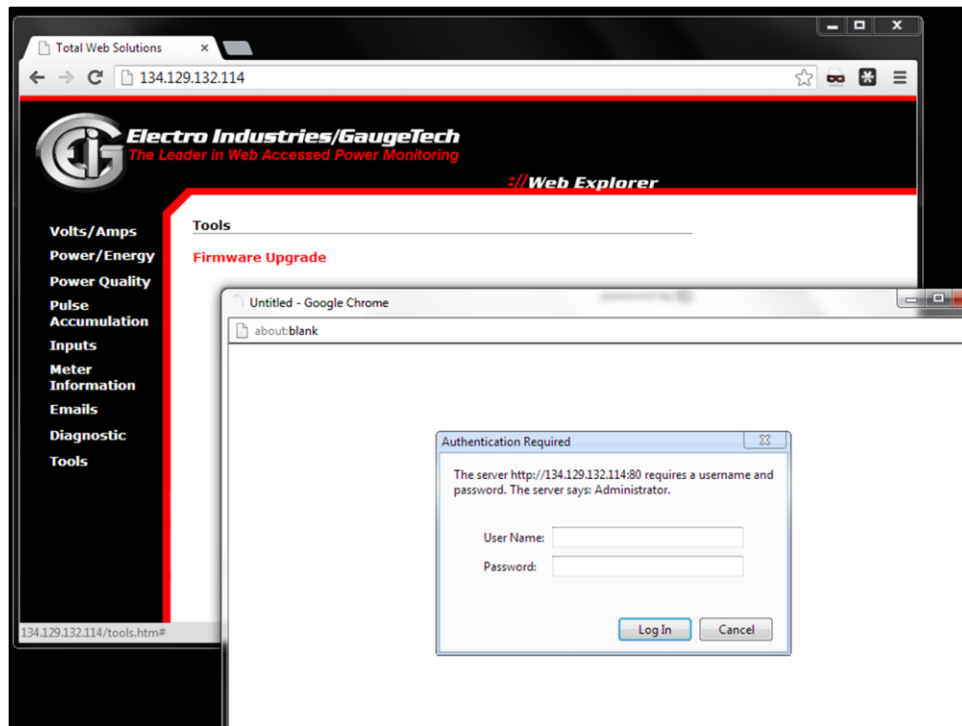 Total Web Solutions
134.129.132.114
EIG
Electro Industries/GaugeTech
The Leader in Web Accessed Power Monitoring
://Web Explorer
Volts/Amps
Power/Energy
Power Quality
Pulse
Accumulation
Inputs
Meter
Information
Emails
Diagnostic
Tools
Tools
Firmware Upgrade
Untitled - Google Chrome
about:blank
Authentication Required
The server http://134.129.132.114:80 requires a username and
password. The server says: Administrator.
User Name:
Password:
Log In Cancel
134.129.132.114/tools.htm#